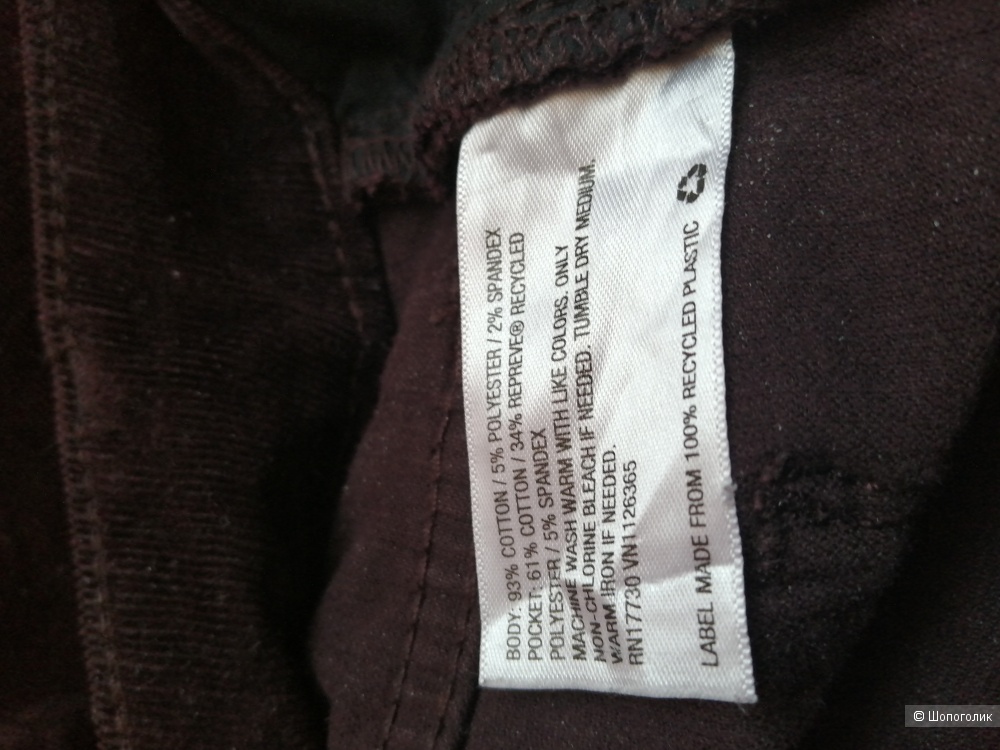 BODY: 93% COTTON / 5% POLYESTER / 2% SPANDEX
POCKET: 61% COTTON / 34% REPREVE® RECYCLED
POLYESTER / 5% SPANDEX
MACHINE WASH WARM WITH LIKE COLORS. ONLY
NON-CHLORINE BLEACH IF NEEDED. TUMBLE DRY MEDIUM.
WARM IRON IF NEEDED.
RN17730 VN1126365
LABEL MADE FROM 100% RECYCLED PLASTIC
© Шопоголик